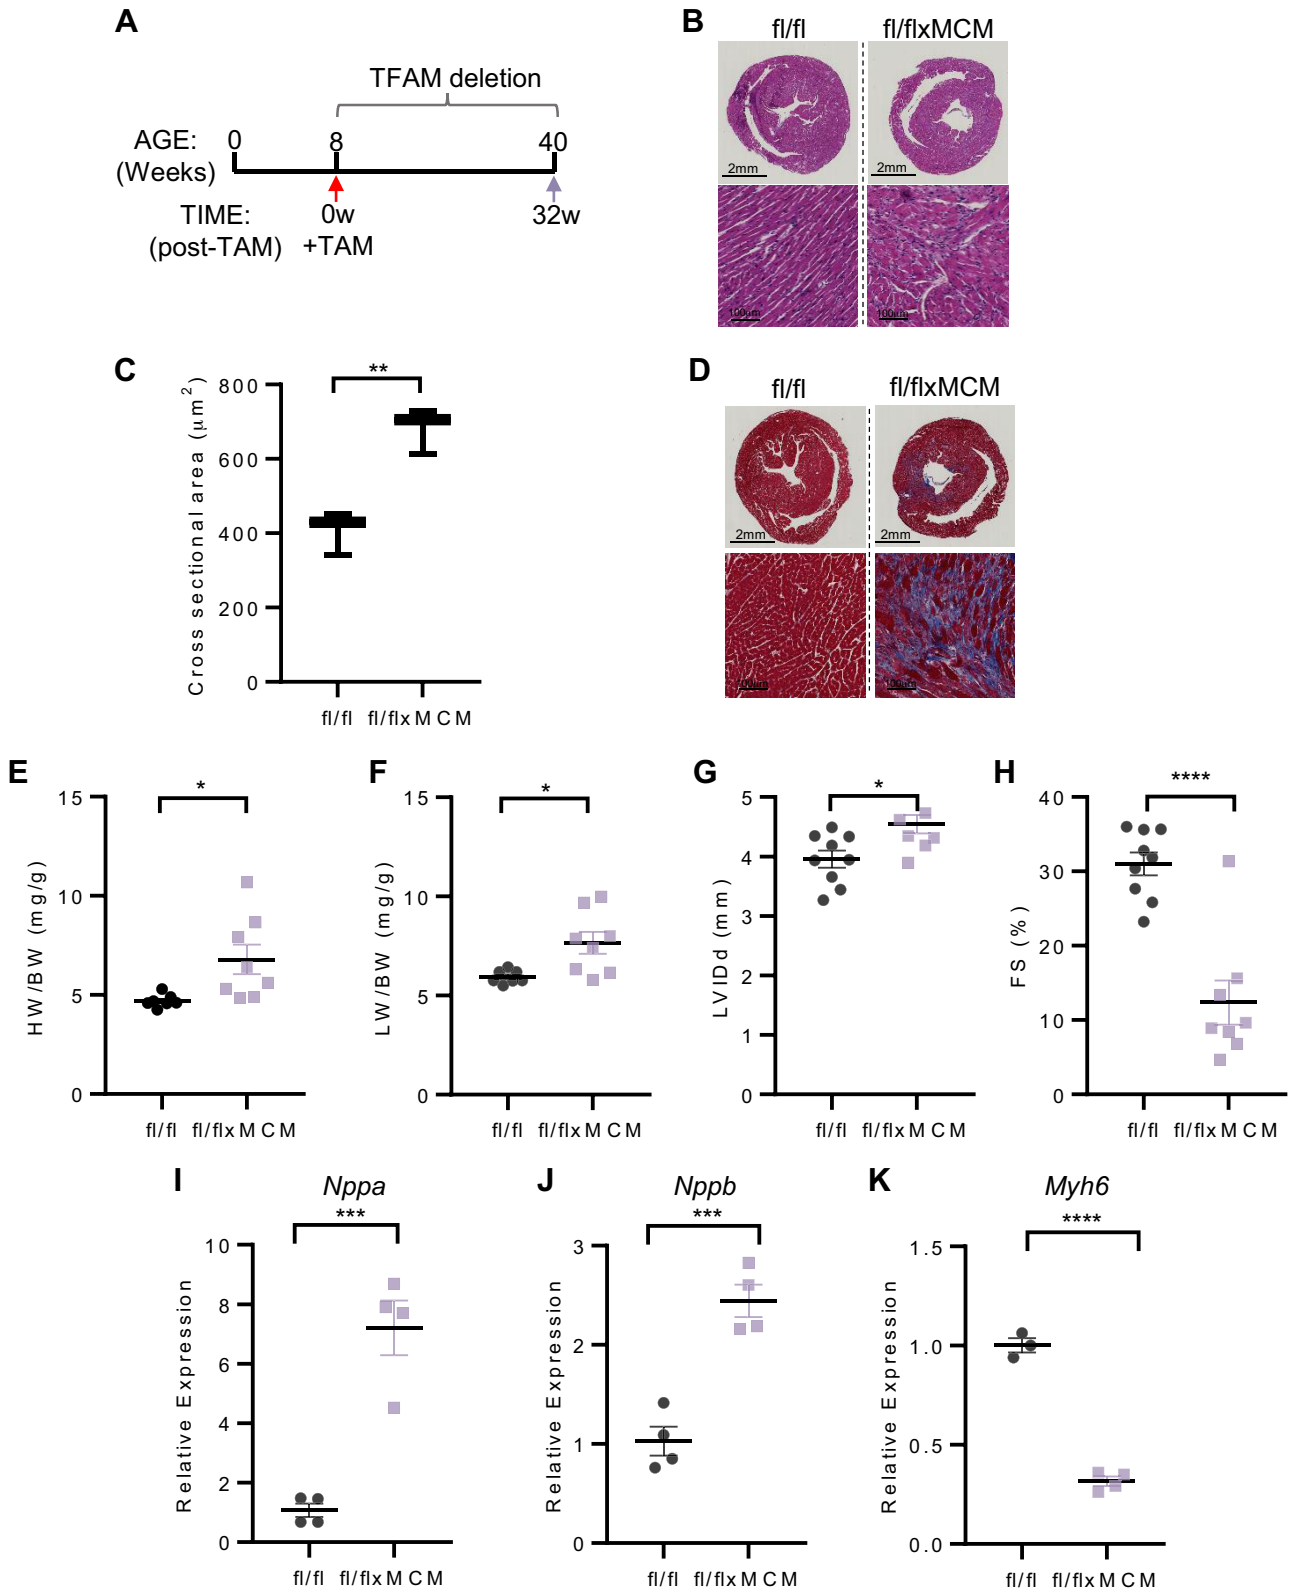 A
TFAM deletion
AGE:
(Weeks)
0
8
40
TIME:
(post-TAM)
0w
+TAM
32w
B
fl/fl
fl/flxMCM
2mm
2mm
100μm
100μm
C
Cross sectional area (μm²)
800
600
400
200
0
**
fl/fl
fl/flxMCM
D
fl/fl
fl/flxMCM
2mm
2mm
100μm
100μm
E
HW/BW (mg/g)
15
10
5
0
*
fl/fl
fl/flxMCM
F
LW/BW (mg/g)
15
10
5
0
*
fl/fl
fl/flxMCM
G
LVIDd (mm)
5
4
3
2
1
0
*
fl/fl
fl/flxMCM
H
FS (%)
40
30
20
10
0
****
fl/fl
fl/flxMCM
I
Nppa
Relative Expression
10
8
6
4
2
0
***
fl/fl
fl/flxMCM
J
Nppb
Relative Expression
3
2
1
0
***
fl/fl
fl/flxMCM
K
Myh6
Relative Expression
1.5
1.0
0.5
0.0
****
fl/fl
fl/flxMCM